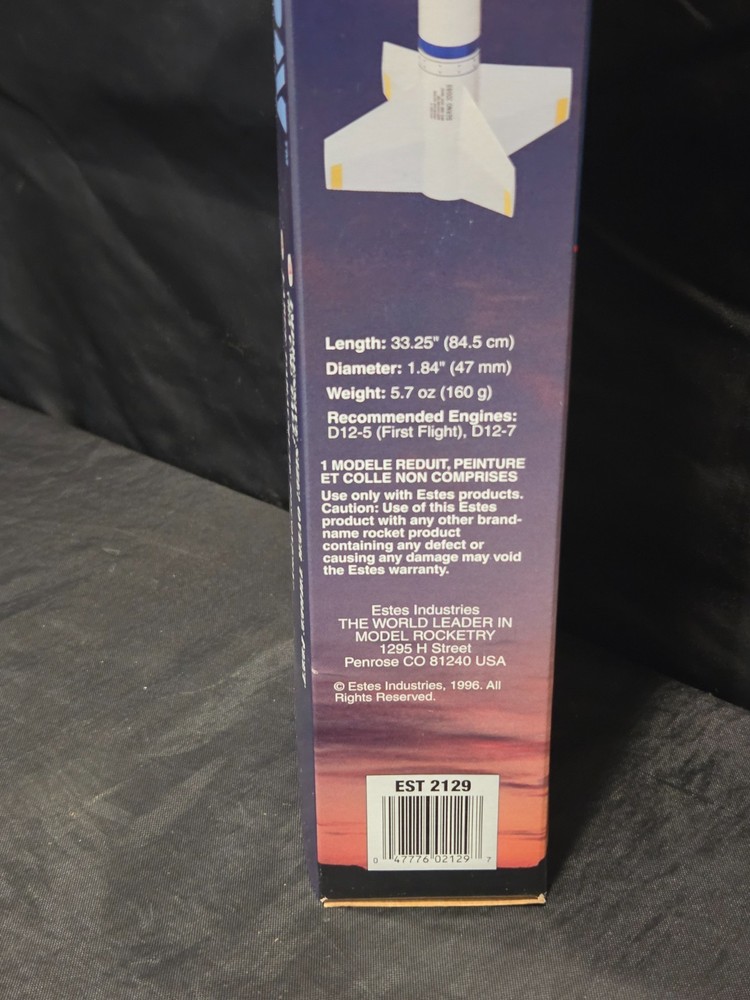 Length: 33.25" (84.5 cm)
Diameter: 1.84" (47 mm)
Weight: 5.7 oz (160 g)
Recommended Engines:
D12-5 (First Flight), D12-7
1 MODELE REDUIT, PEINTURE
ET COLLE NON COMPRISES
Use only with Estes products.
Caution: Use of this Estes
product with any other brand-
name rocket product
containing any defect or
causing any damage may void
the Estes warranty.
Estes Industries
THE WORLD LEADER IN
MODEL ROCKETRY
1295 H Street
Penrose CO 81240 USA
© Estes Industries, 1996. All
Rights Reserved.
EST 2129
0 47776 02129 7